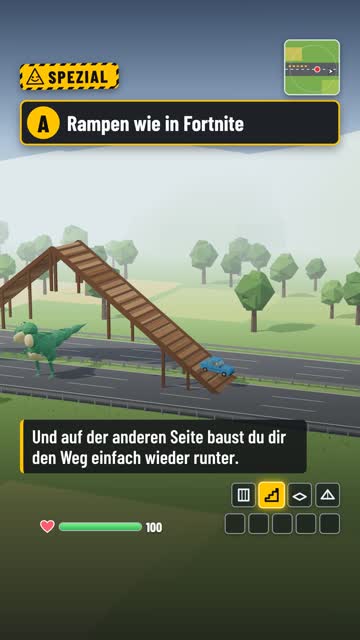 SPEZIAL
A Rampen wie in Fortnite
Und auf der anderen Seite baust du dir
den Weg einfach wieder runter.
100